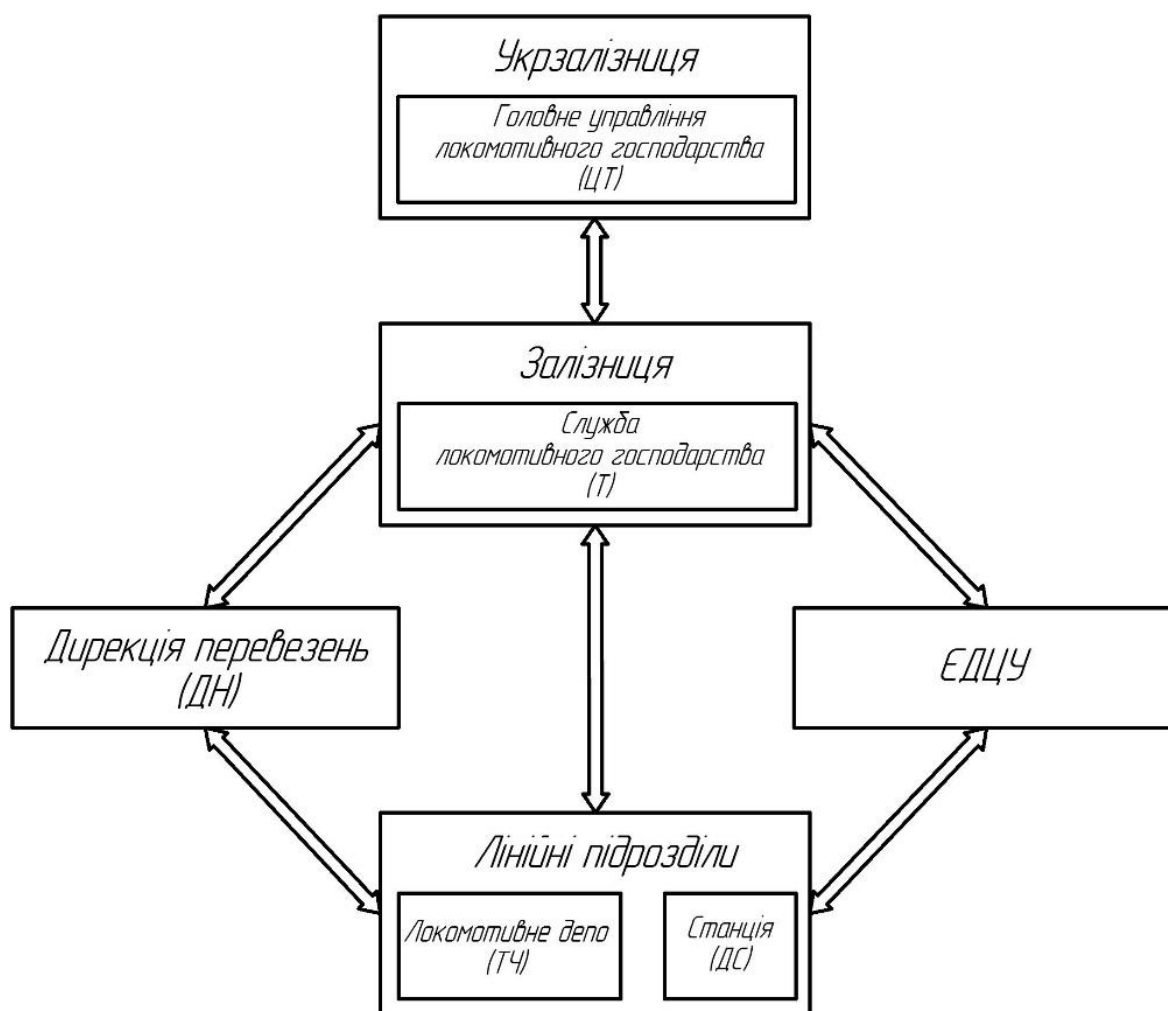 Укрзалізниця
Головне управління
локомотивного господарства
(ЦТ)
Залізниця
Служба
локомотивного господарства
(Т)
Дирекція перевезень
(ДН)
ЄДЦУ
Лінійні підрозділи
Локомотивне депо
(ТЧ)
Станція
(ДС)